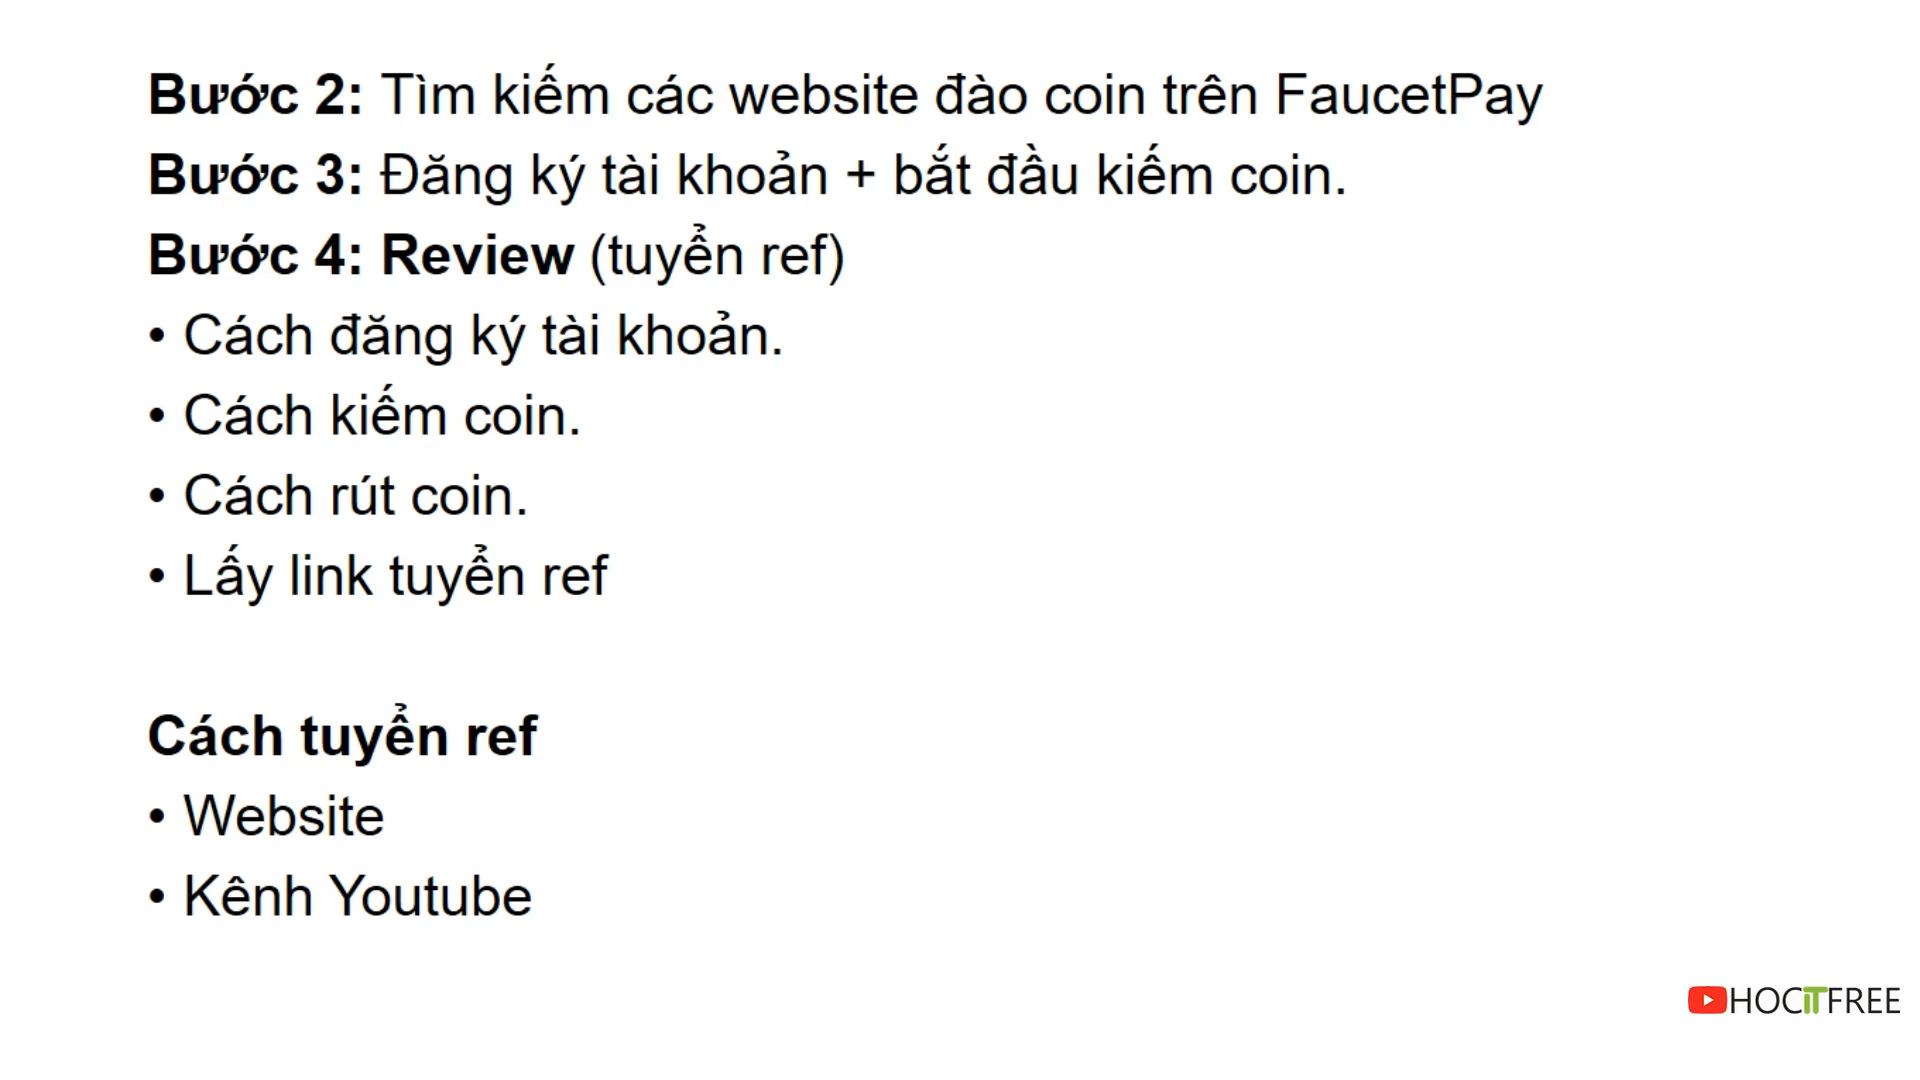 Bước 2: Tìm kiếm các website đào coin trên FaucetPay
Bước 3: Đăng ký tài khoản + bắt đầu kiếm coin.
Bước 4: Review (tuyển ref)
• Cách đăng ký tài khoản.
• Cách kiếm coin.
• Cách rút coin.
• Lấy link tuyển ref
Cách tuyển ref
• Website
• Kênh Youtube
HOCITFREE